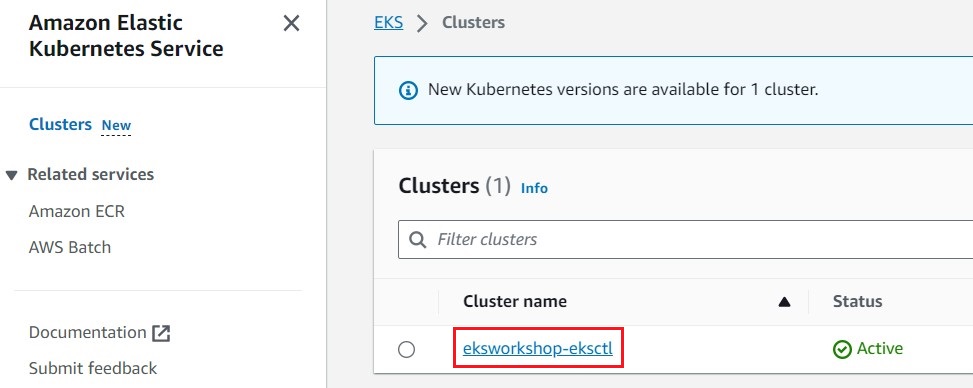 Amazon Elastic
Kubernetes Service
Clusters New
Related services
Amazon ECR
AWS Batch
Documentation
Submit feedback
EKS Clusters
New Kubernetes versions are available for 1 cluster.
Clusters (1) Info
Filter clusters
Cluster name Status
eksworkshop-eksctl Active